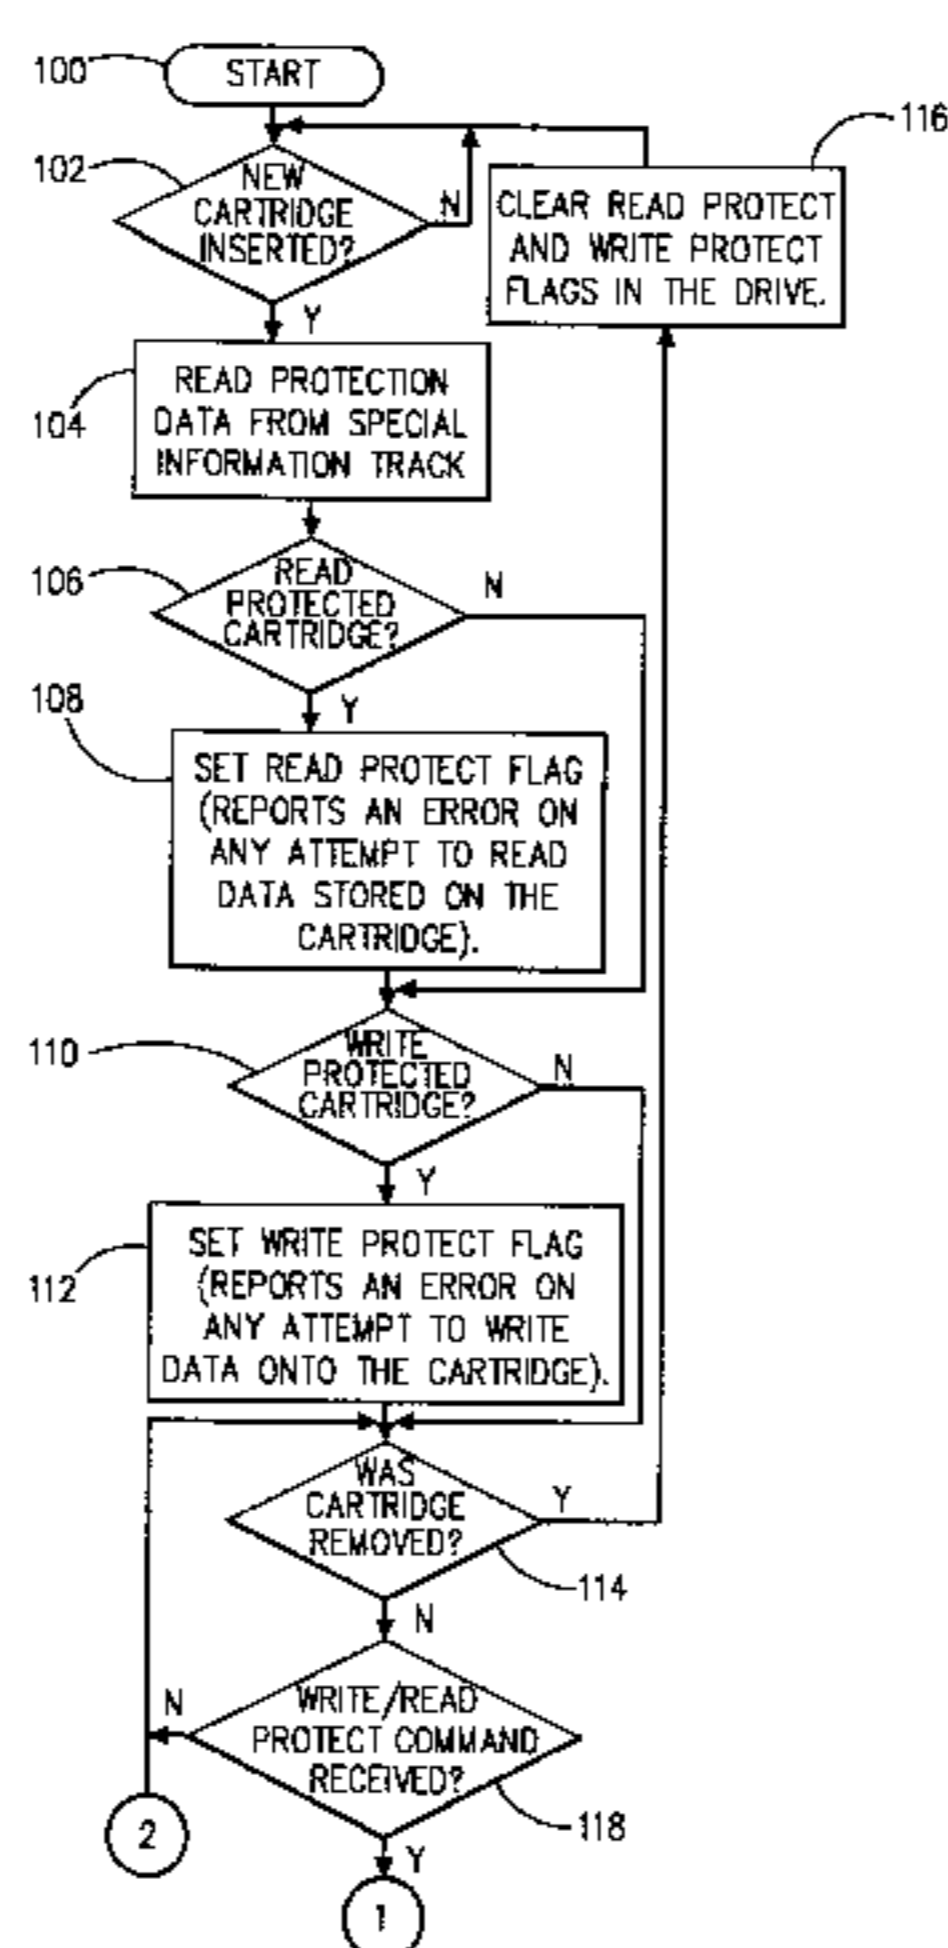 100
START
116
102
NEW
CARTRIDGE
INSERTED?
N
CLEAR READ PROTECT
AND WRITE PROTECT
FLAGS IN THE DRIVE.
Y
104
READ PROTECTION
DATA FROM SPECIAL
INFORMATION TRACK
106
READ
PROTECTED
CARTRIDGE?
N
Y
108
SET READ PROTECT FLAG
(REPORTS AN ERROR ON
ANY ATTEMPT TO READ
DATA STORED ON THE
CARTRIDGE).
110
WRITE
PROTECTED
CARTRIDGE?
N
Y
112
SET WRITE PROTECT FLAG
(REPORTS AN ERROR ON
ANY ATTEMPT TO WRITE
DATA ONTO THE CARTRIDGE).
WAS
CARTRIDGE
REMOVED?
Y
114
N
WRITE/READ
PROTECT COMMAND
RECEIVED?
N
118
2
Y
1